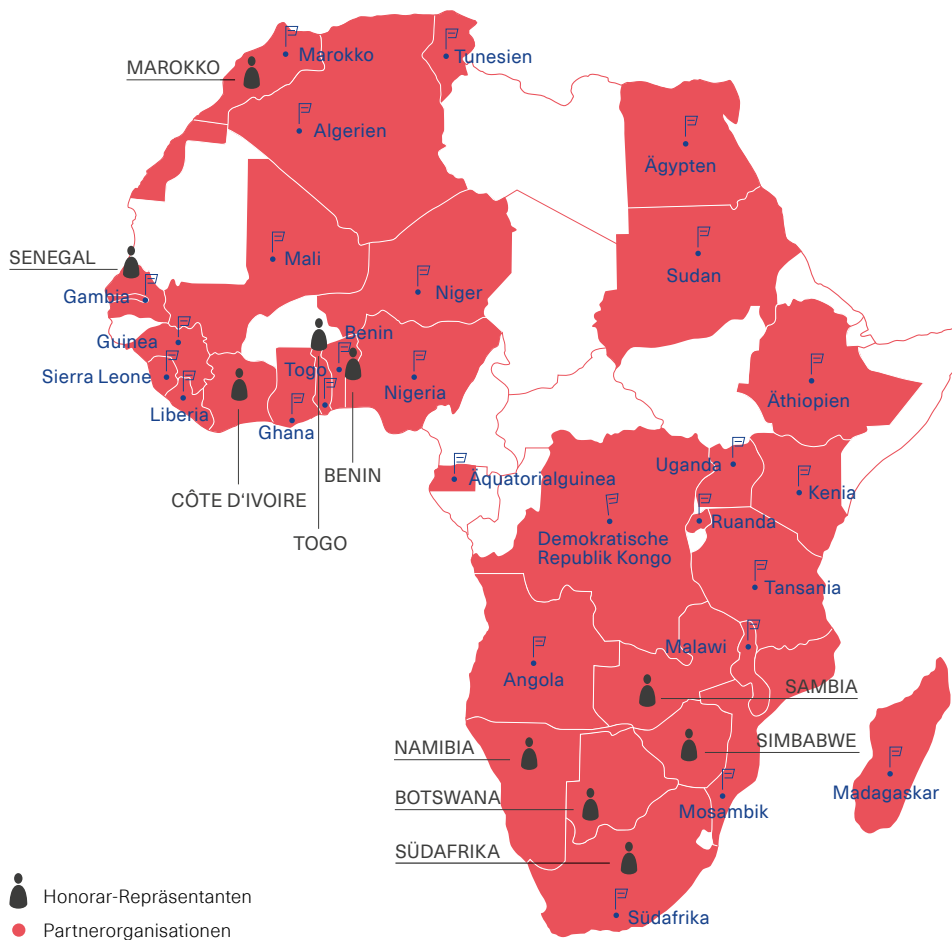 Marokko
Tunesien
MAROKKO
Algerien
Ägypten
SENEGAL
Mali
Sudan
Gambia
Niger
Guinea
Benin
Togo
Sierra Leone
Nigeria
Äthiopien
Liberia
Ghana
BENIN
Uganda
Äquatorialguinea
CÔTE D‘IVOIRE
Kenia
Ruanda
TOGO
Demokratische
Republik Kongo
Tansania
Malawi
Angola
SAMBIA
NAMIBIA
SIMBABWE
BOTSWANA
Mosambik
Madagaskar
SÜDAFRIKA
Honorar-Repräsentanten
Südafrika
Partnerorganisationen